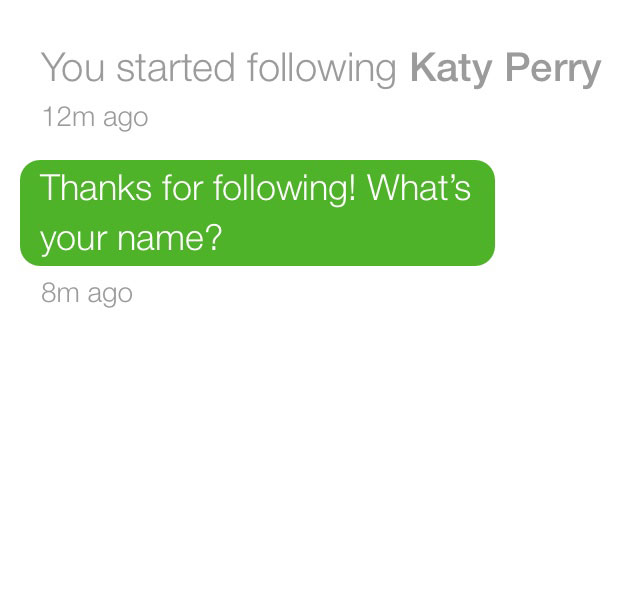 You started following Katy Perry
12m ago
Thanks for following! What’s
your name?
8m ago